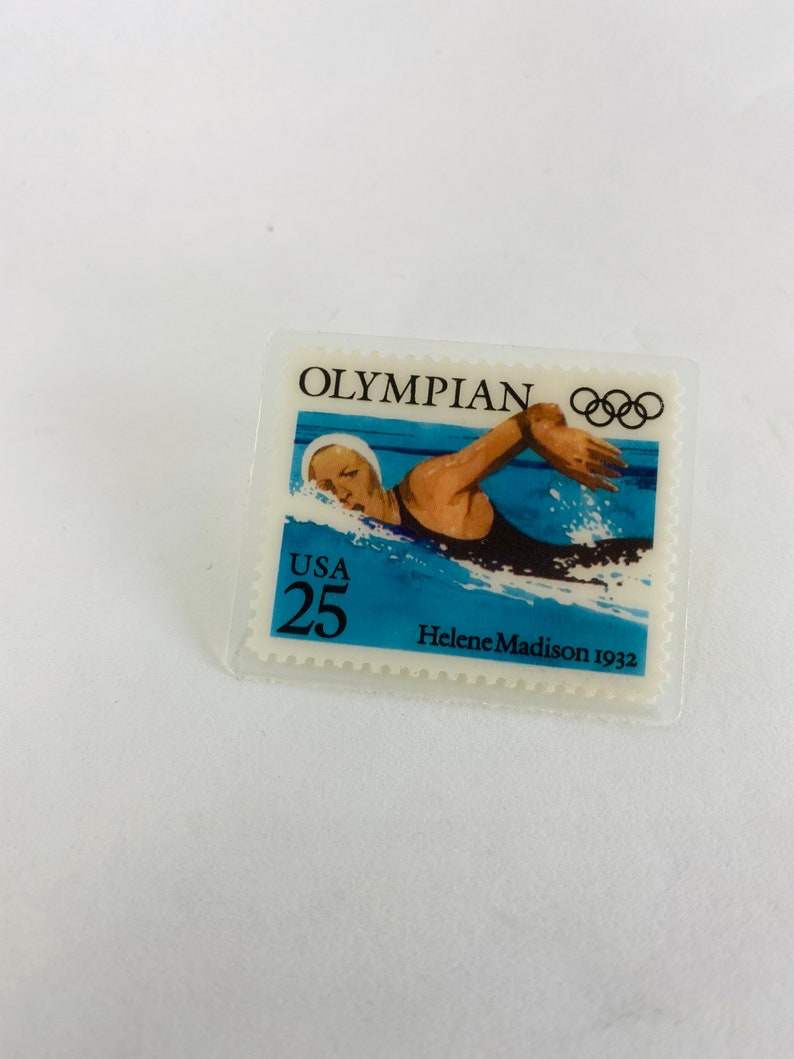 OLYMPIAN
USA
25
Helene Madison 1932